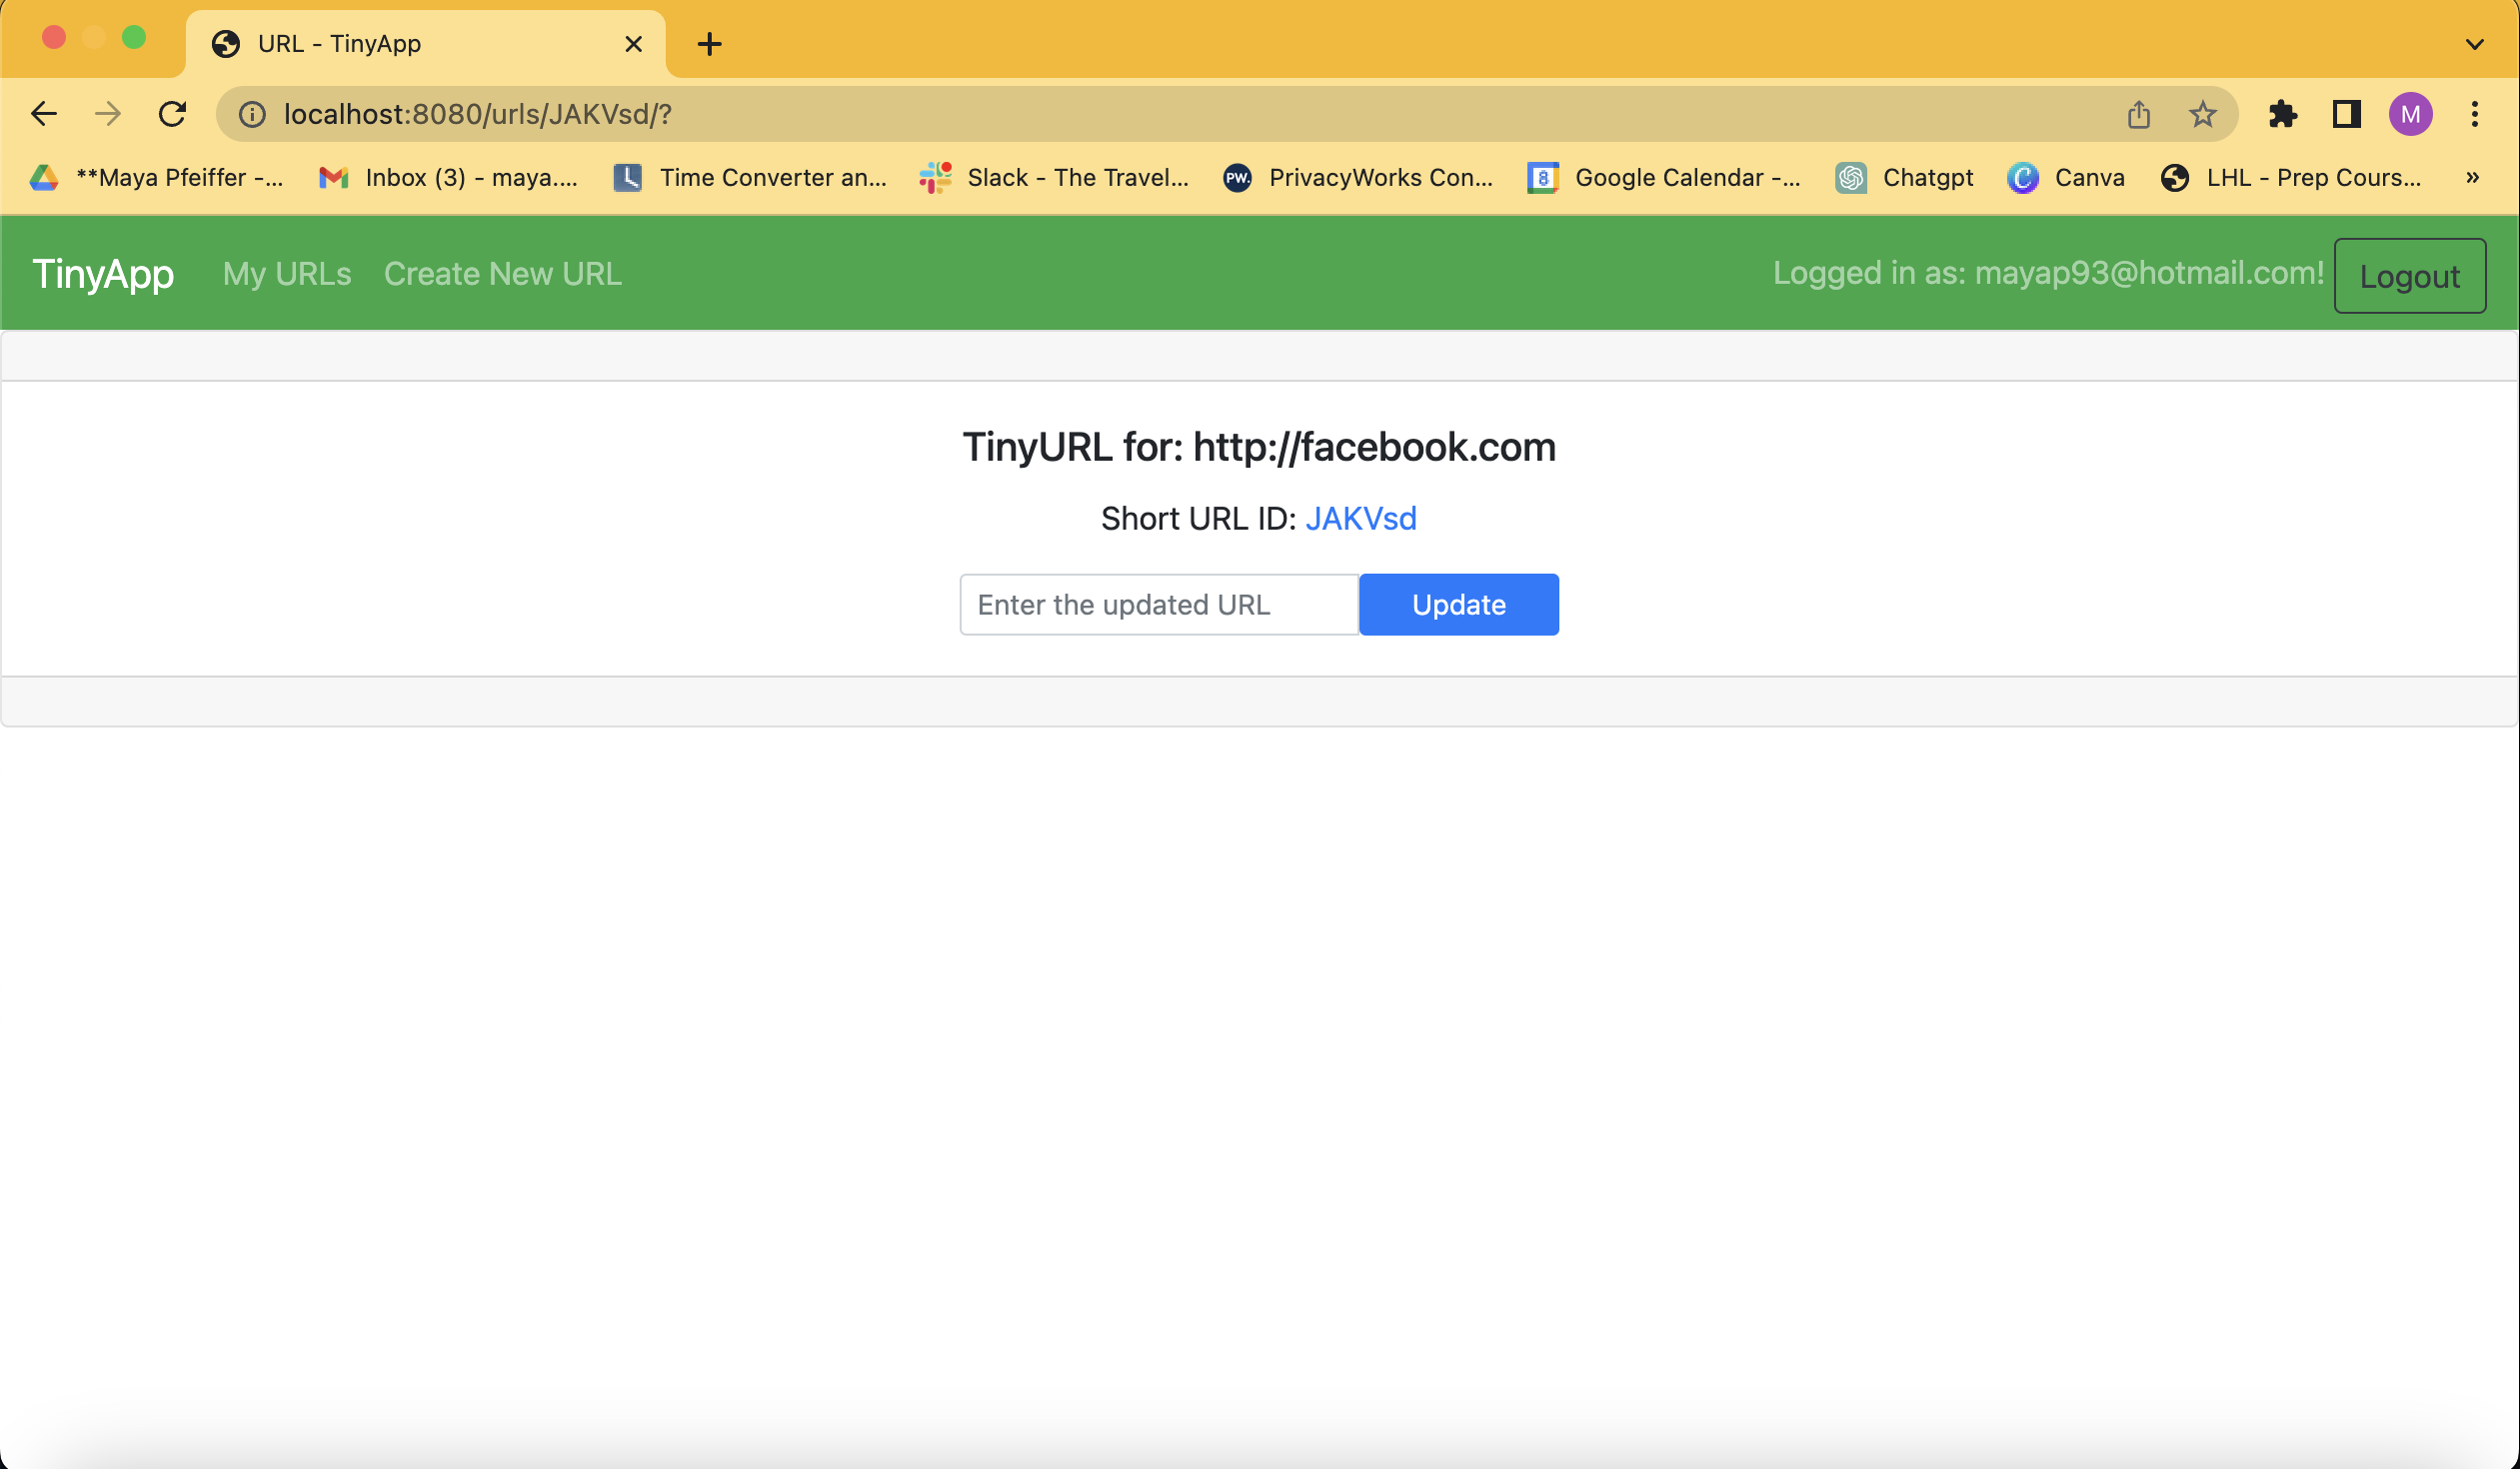 URL - TinyApp
localhost:8080/urls/JAKVsd/?
M
**Maya Pfeiffer -... Inbox (3) - maya.... Time Converter an... Slack - The Travel... PW. PrivacyWorks Con... 8 Google Calendar -... Chatgpt C Canva LHL - Prep Cours... »
TinyApp My URLs Create New URL Logged in as: mayap93@hotmail.com! Logout
TinyURL for: http://facebook.com
Short URL ID: JAKVsd
Enter the updated URL Update